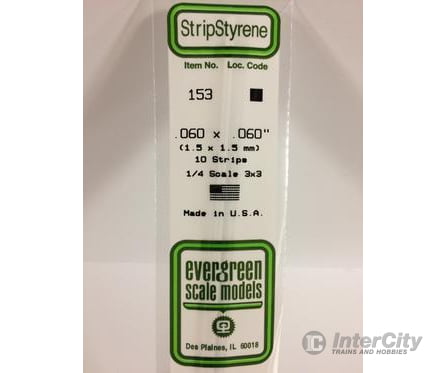 StripStyrene
Item No. Loc. Code
153
.060 x .060"
(1.5 x 1.5 mm)
10 Strips
1/4 Scale 3x3
Made in U.S.A.
evergreen
scale models
Des Plaines, IL 60018
InterCity
TRAINS AND HOBBIES